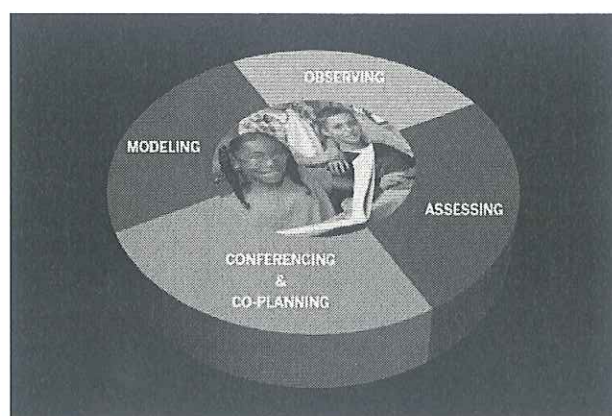 OBSERVING
MODELING
ASSESSING
CONFERENCING
&
CO-PLANNING